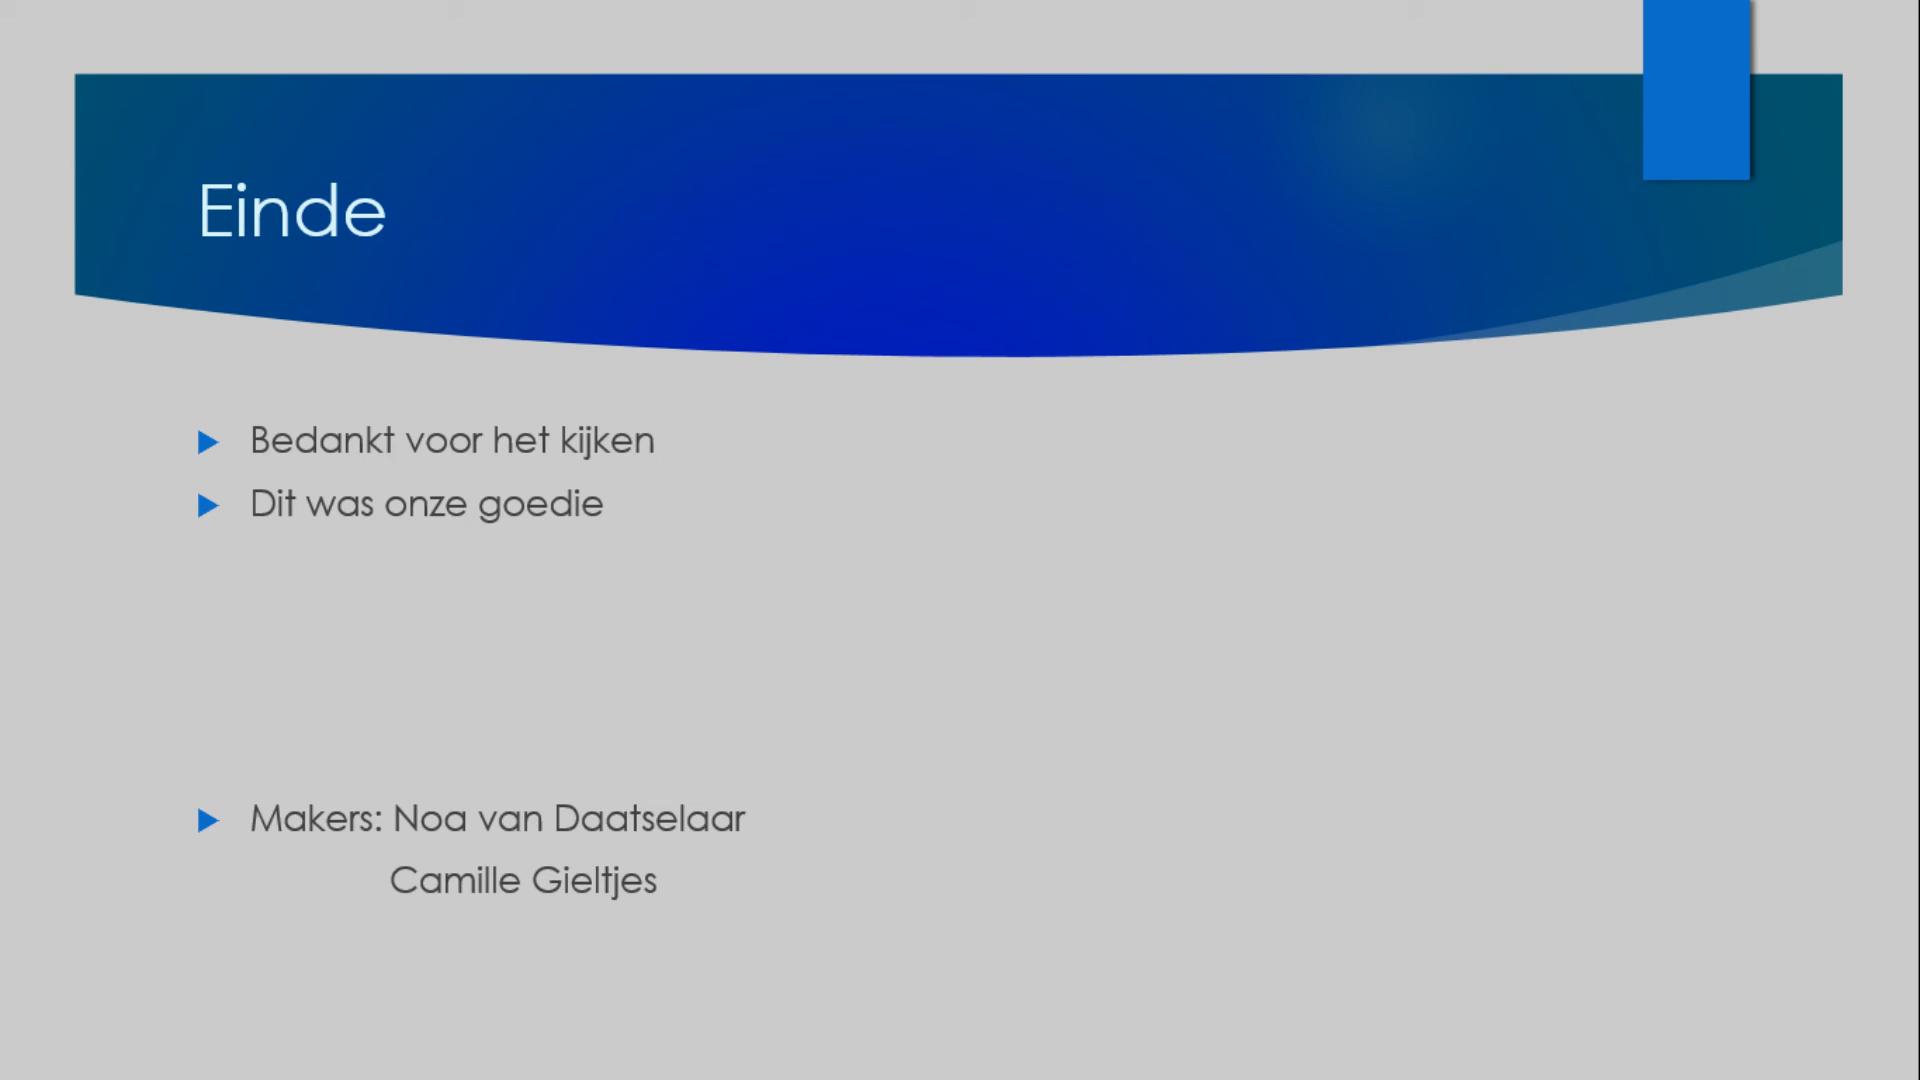 Einde
Bedankt voor het kijken
Dit was onze goedie
Makers: Noa van Daatselaar
Camille Gieltjes